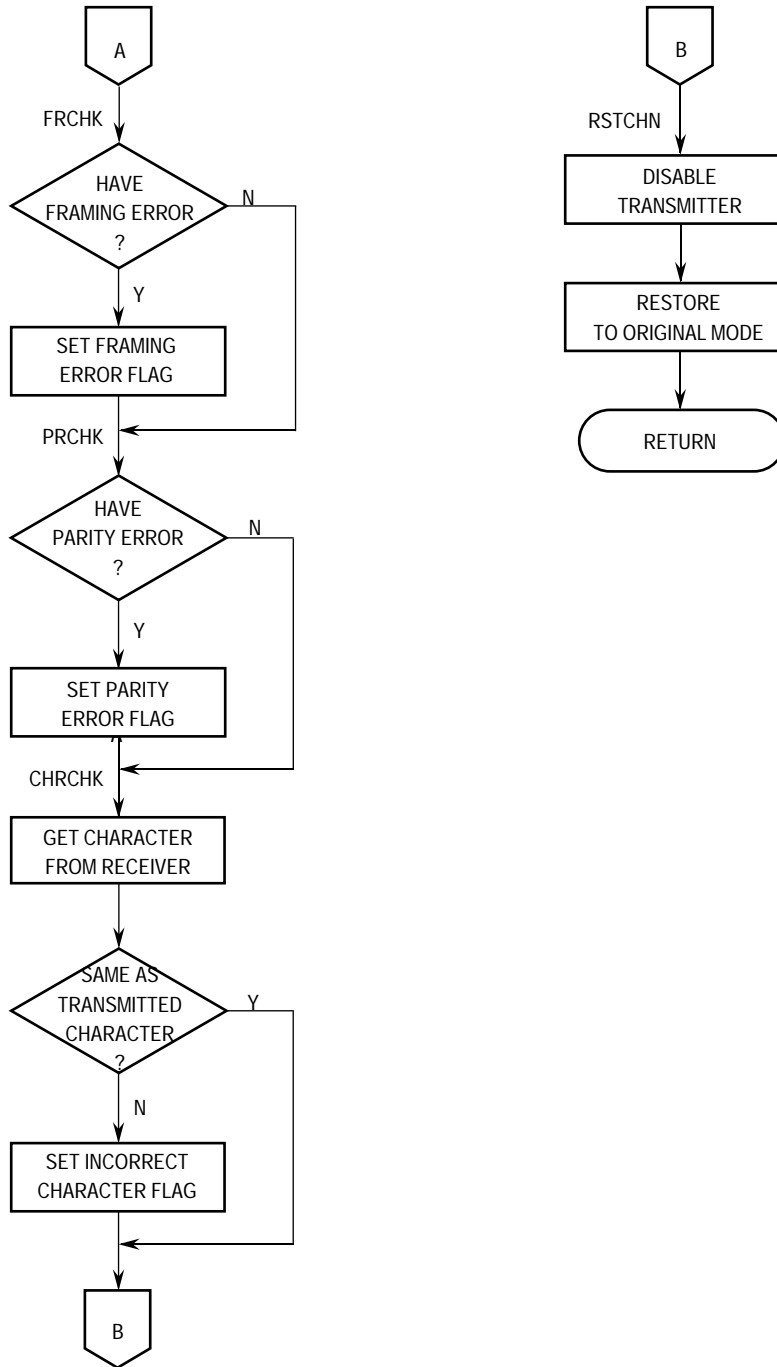 A
FRCHK
HAVE
FRAMING ERROR
?
N
Y
SET FRAMING
ERROR FLAG
PRCHK
HAVE
PARITY ERROR
?
N
Y
SET PARITY
ERROR FLAG
CHRCHK
GET CHARACTER
FROM RECEIVER
SAME AS
TRANSMITTED
CHARACTER
?
Y
N
SET INCORRECT
CHARACTER FLAG
B
B
RSTCHN
DISABLE
TRANSMITTER
RESTORE
TO ORIGINAL MODE
RETURN